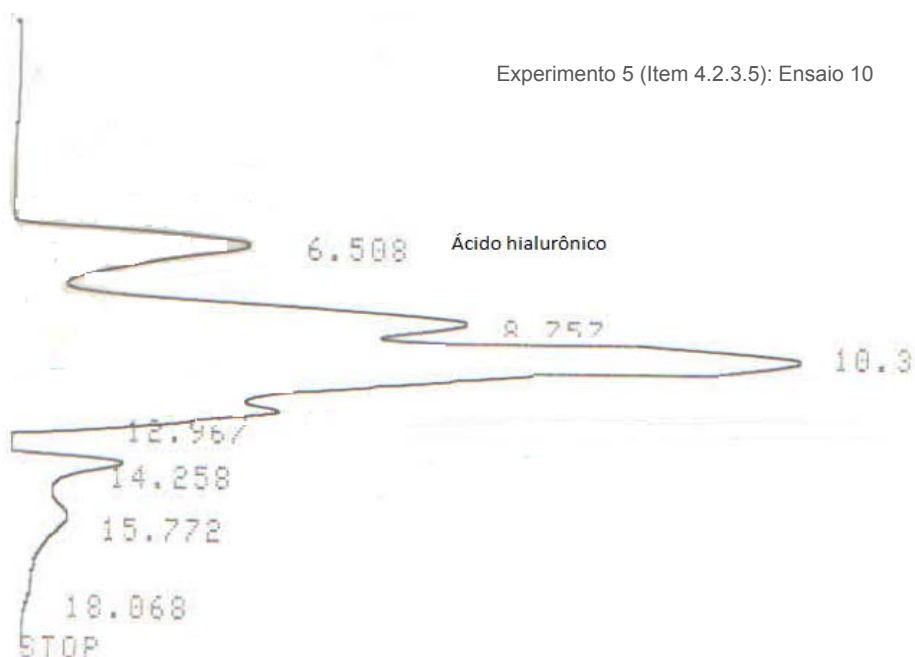 Experimento 5 (Item 4.2.3.5): Ensaio 10
6.508 Ácido hialurônico
8.757
10.3
12.967
14.258
15.772
18.068
STOP